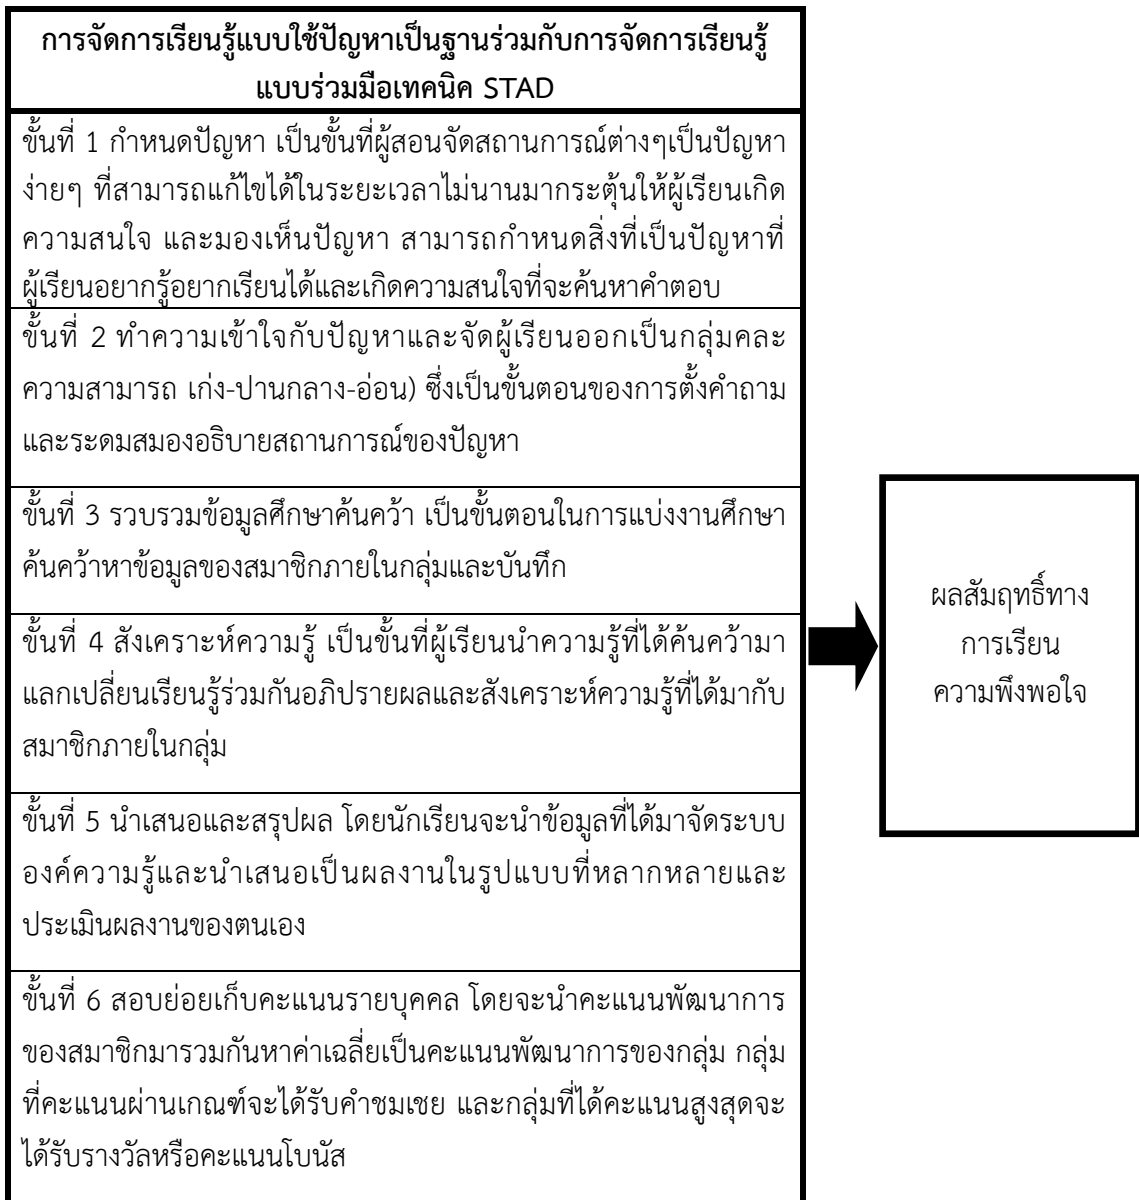 การจัดการเรียนรู้แบบใช้ปัญหาเป็นฐานร่วมกับการจัดการเรียนรู้
แบบร่วมมือเทคนิค STAD
ขั้นที่ 1 กำหนดปัญหา เป็นขั้นที่ผู้สอนจัดสถานการณ์ต่างๆเป็นปัญหา
ง่ายๆ ที่สามารถแก้ไขได้ในระยะเวลาไม่นานมากระตุ้นให้ผู้เรียนเกิด
ความสนใจ และมองเห็นปัญหา สามารถกำหนดสิ่งที่เป็นปัญหาที่
ผู้เรียนอยากรู้อยากเรียนได้และเกิดความสนใจที่จะค้นหาคำตอบ
ขั้นที่ 2 ทำความเข้าใจกับปัญหาและจัดผู้เรียนออกเป็นกลุ่มคละ
ความสามารถ เก่ง-ปานกลาง-อ่อน) ซึ่งเป็นขั้นตอนของการตั้งคำถาม
และระดมสมองอธิบายสถานการณ์ของปัญหา
ขั้นที่ 3 รวบรวมข้อมูลศึกษาค้นคว้า เป็นขั้นตอนในการแบ่งงานศึกษา
ค้นคว้าหาข้อมูลของสมาชิกภายในกลุ่มและบันทึก
ขั้นที่ 4 สังเคราะห์ความรู้ เป็นขั้นที่ผู้เรียนนำความรู้ที่ได้ค้นคว้ามา
แลกเปลี่ยนเรียนรู้ร่วมกันอภิปรายผลและสังเคราะห์ความรู้ที่ได้มากับ
สมาชิกภายในกลุ่ม
ขั้นที่ 5 นำเสนอและสรุปผล โดยนักเรียนจะนำข้อมูลที่ได้มาจัดระบบ
องค์ความรู้และนำเสนอเป็นผลงานในรูปแบบที่หลากหลายและ
ประเมินผลงานของตนเอง
ขั้นที่ 6 สอบย่อยเก็บคะแนนรายบุคคล โดยจะนำคะแนนพัฒนาการ
ของสมาชิกมารวมกันหาค่าเฉลี่ยเป็นคะแนนพัฒนาการของกลุ่ม กลุ่ม
ที่คะแนนผ่านเกณฑ์จะได้รับคำชมเชย และกลุ่มที่ได้คะแนนสูงสุดจะ
ได้รับรางวัลหรือคะแนนโบนัส
ผลสัมฤทธิ์ทาง
การเรียน
ความพึงพอใจ